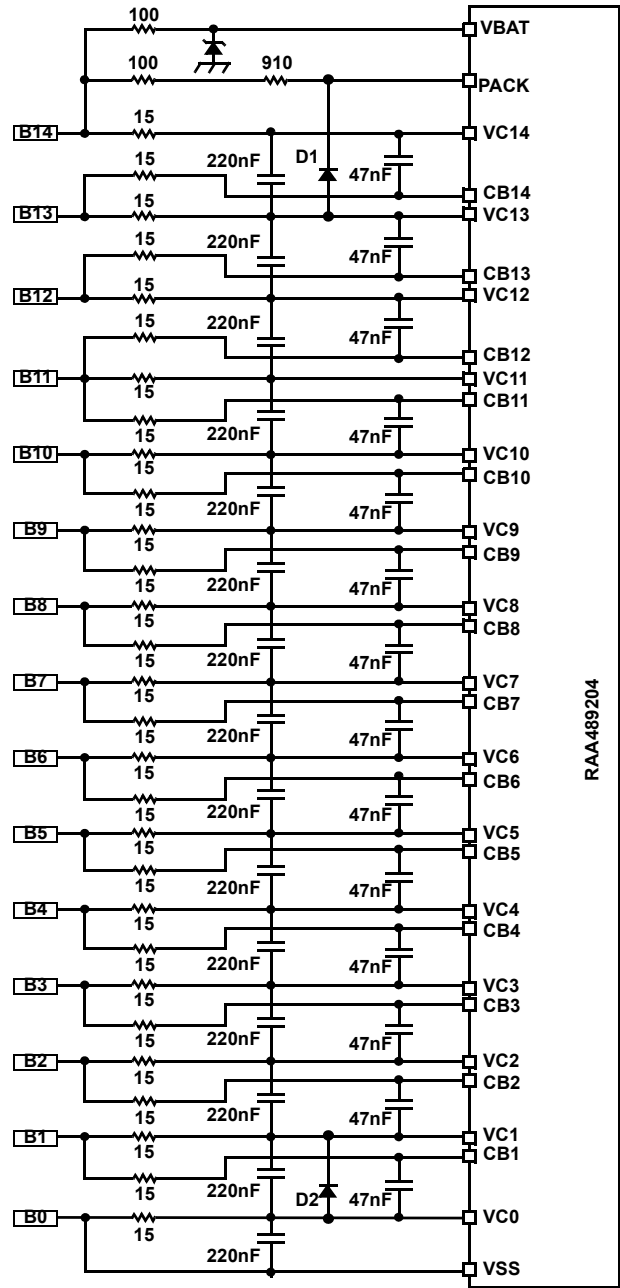 100
VBAT
100 910
PACK
B14 15 VC14
15 220nF D1 47nF
CB14
B13 15 VC13
15 220nF 47nF
CB13
B12 15 VC12
15 220nF 47nF
CB12
B11 VC11
15 CB11
15 220nF 47nF
B10 VC10
15 CB10
15 220nF 47nF
B9 VC9
15 CB9
15 220nF 47nF
B8 VC8
15 CB8
15 220nF 47nF
B7 VC7
15 CB7
15 220nF 47nF
B6 VC6
15 CB6
15 220nF 47nF
B5 VC5
15 CB5
15 220nF 47nF
B4 VC4
15 CB4
15 220nF 47nF
B3 VC3
15 CB3
15 220nF 47nF
B2 VC2
15 CB2
15 220nF 47nF
B1 VC1
15 CB1
15 220nF D2 47nF
B0 VC0
15 220nF
VSS
RAA489204